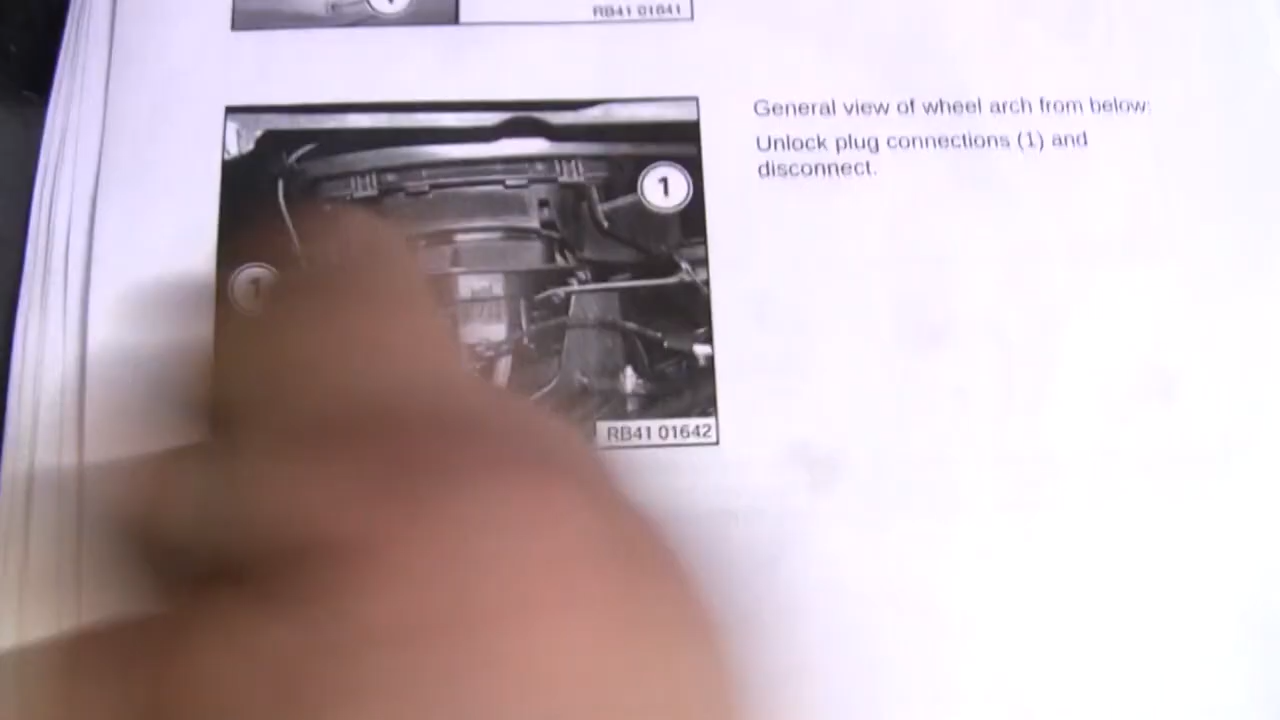 RB41 01641
General view of wheel arch from below:
Unlock plug connections (1) and
disconnect.
1
1
RB41 01642